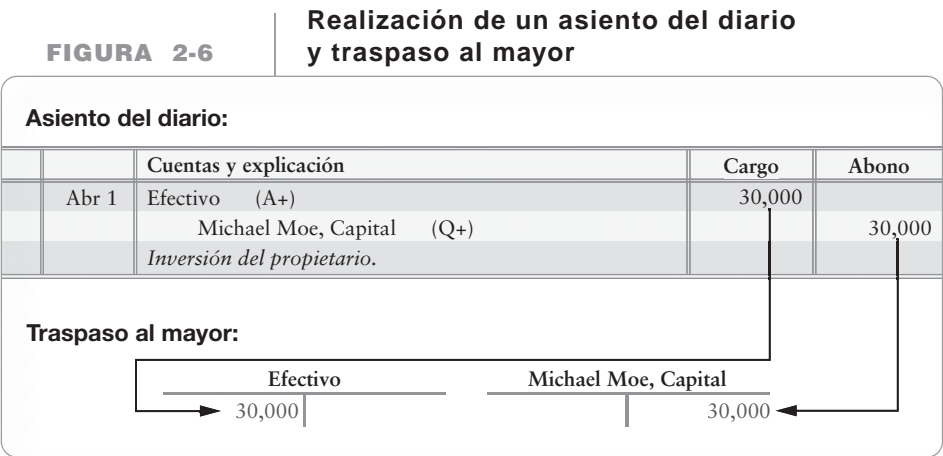 FIGURA 2-6
Realización de un asiento del diario
y traspaso al mayor
Asiento del diario:
Cuentas y explicación Cargo Abono
Abr 1 Efectivo (A+) 30,000
Michael Moe, Capital (Q+) 30,000
Inversión del propietario.
Traspaso al mayor:
Efectivo Michael Moe, Capital
30,000 30,000